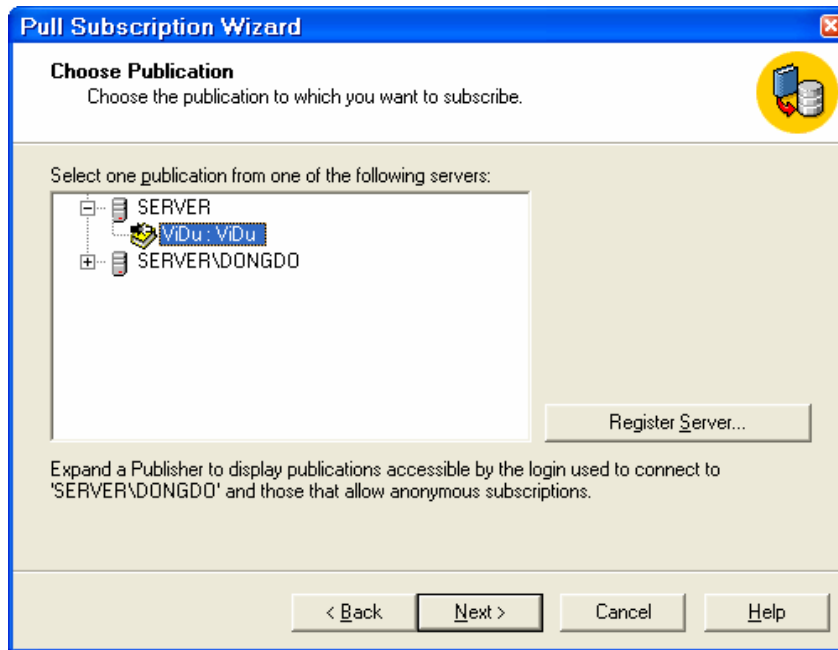 Pull Subscription Wizard
Choose Publication
Choose the publication to which you want to subscribe.
Select one publication from one of the following servers:
SERVER
ViDu : ViDu
SERVER\DONGDO
Register Server...
Expand a Publisher to display publications accessible by the login used to connect to
'SERVER\DONGDO' and those that allow anonymous subscriptions.
< Back
Next >
Cancel
Help